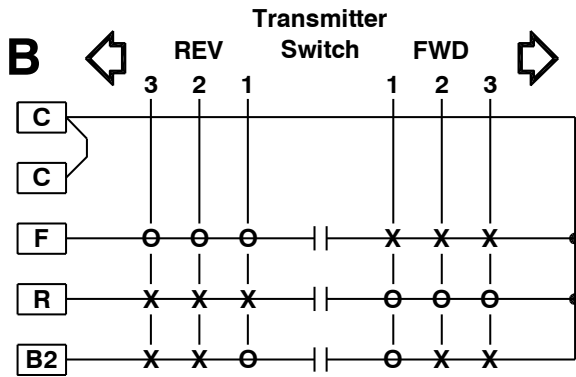 Transmitter
B REV Switch FWD
3 2 1 1 2 3
C
C
F O O O X X X
R X X X O O O
B2 X X O O X X